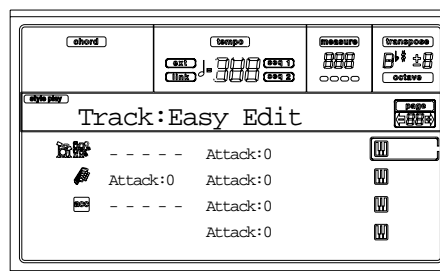 chord tempo measure transpose
ext seq 1
link seq 2
octave
style play page
Track:Easy Edit
- - - - - Attack:0
Attack:0 Attack:0
acc - - - - - Attack:0
Attack:0